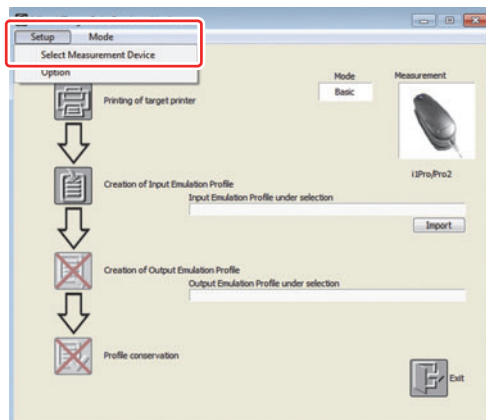 Setup Mode
Select Measurement Device
Option
Mode
Measurement
Basic
Printing of target printer
i1Pro/Pro2
Creation of Input Emulation Profile
Input Emulation Profile under selection
Import
Creation of Output Emulation Profile
Output Emulation Profile under selection
Profile conservation
Exit